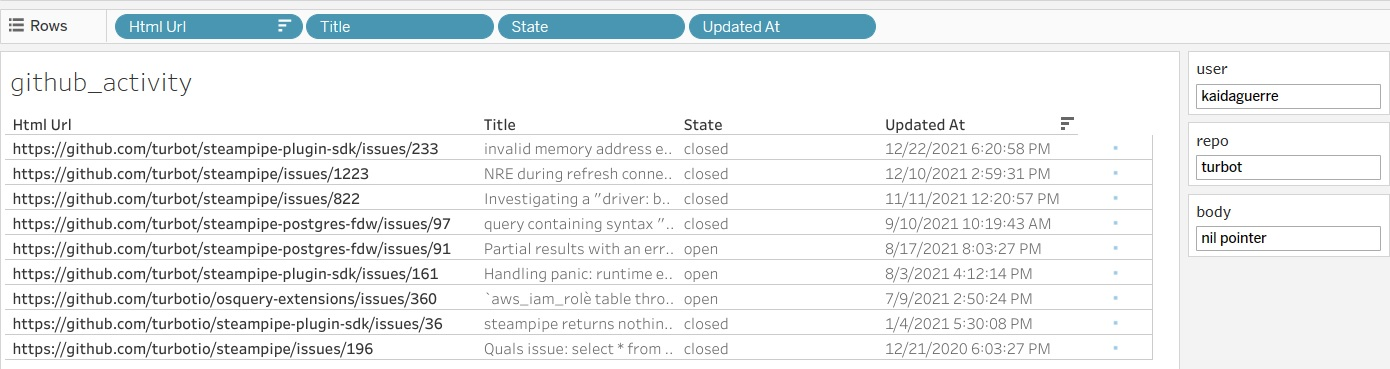 Rows Html Url Title State Updated At
github_activity
Html Url Title State Updated At
https://github.com/turbot/steampipe-plugin-sdk/issues/233 invalid memory address e.. closed 12/22/2021 6:20:58 PM
https://github.com/turbot/steampipe/issues/1223 NRE during refresh conne.. closed 12/10/2021 2:59:31 PM
https://github.com/turbot/steampipe/issues/822 Investigating a "driver: b.. closed 11/11/2021 12:20:57 PM
https://github.com/turbot/steampipe-postgres-fdw/issues/97 query containing syntax ".. closed 9/10/2021 10:19:43 AM
https://github.com/turbot/steampipe-postgres-fdw/issues/91 Partial results with an err.. open 8/17/2021 8:03:27 PM
https://github.com/turbot/steampipe-plugin-sdk/issues/161 Handling panic: runtime e.. open 8/3/2021 4:12:14 PM
https://github.com/turbotio/osquery-extensions/issues/360 `aws_iam_role` table thro.. open 7/9/2021 2:50:24 PM
https://github.com/turbotio/steampipe-plugin-sdk/issues/36 steampipe returns nothin.. closed 1/4/2021 5:30:08 PM
https://github.com/turbotio/steampipe/issues/196 Quals issue: select * from .. closed 12/21/2020 6:03:27 PM
user
kaidaguerre
repo
turbot
body
nil pointer